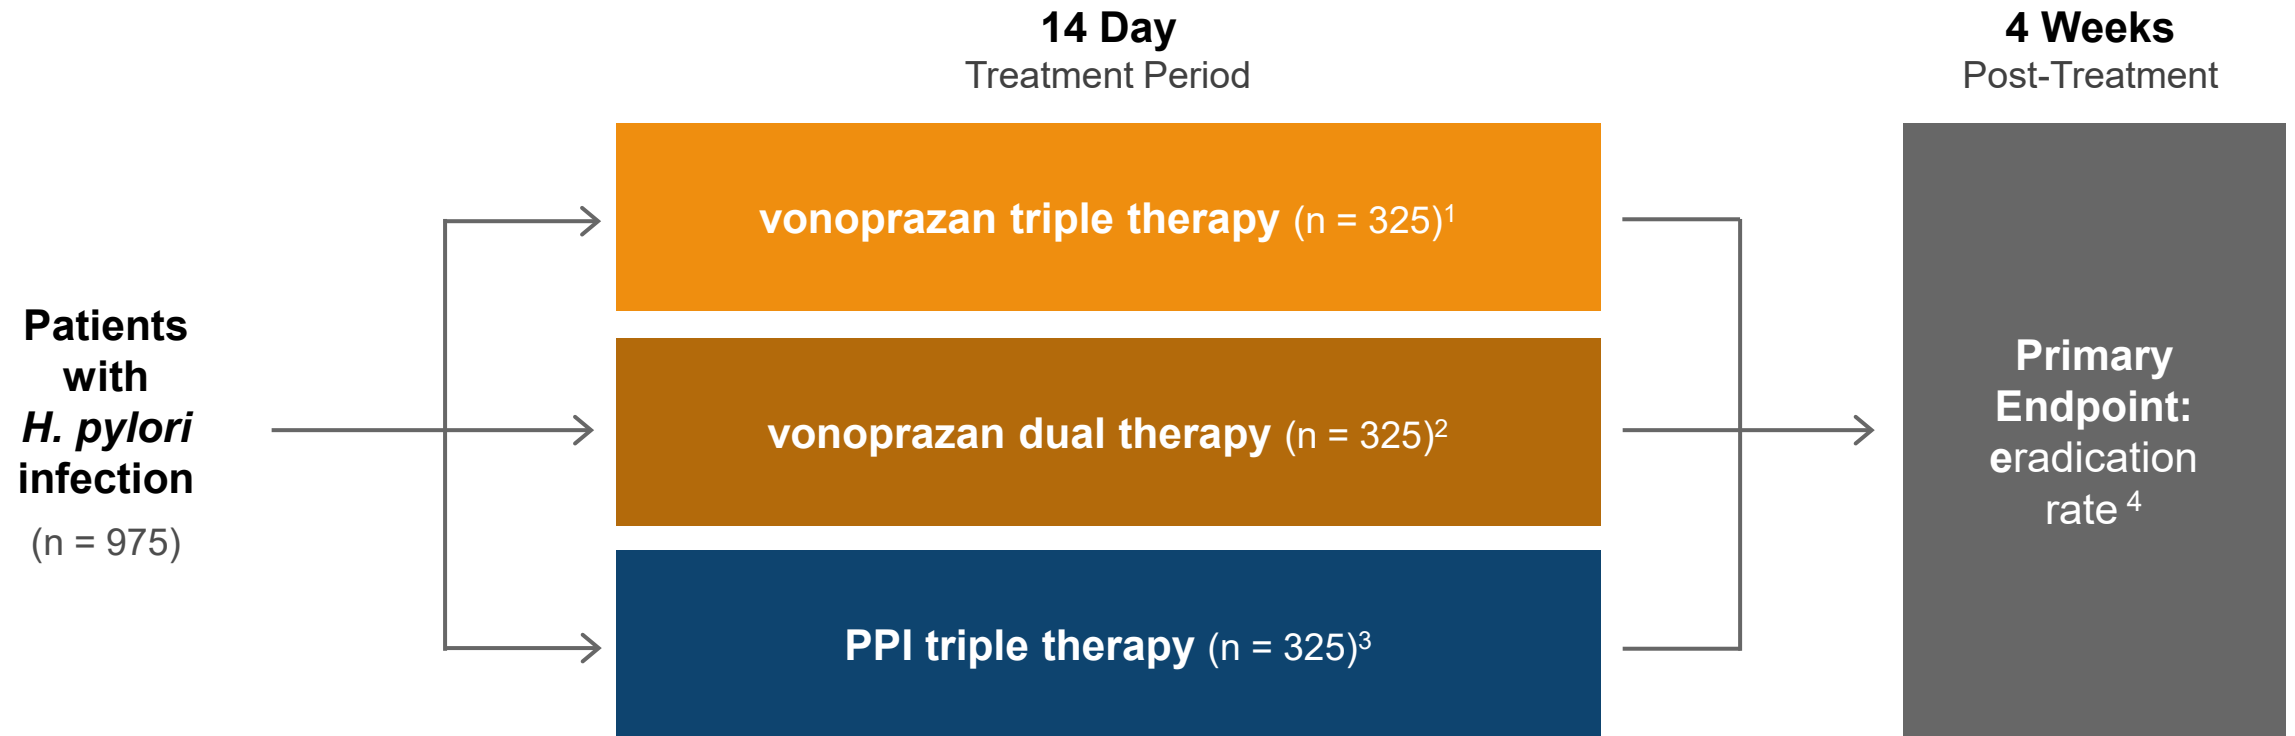 14 Day
Treatment Period
4 Weeks
Post-Treatment
Patients
with
H. pylori
infection
(n = 975)
vonoprazan triple therapy (n = 325)¹
vonoprazan dual therapy (n = 325)²
PPI triple therapy (n = 325)³
Primary
Endpoint:
eradication
rate ⁴